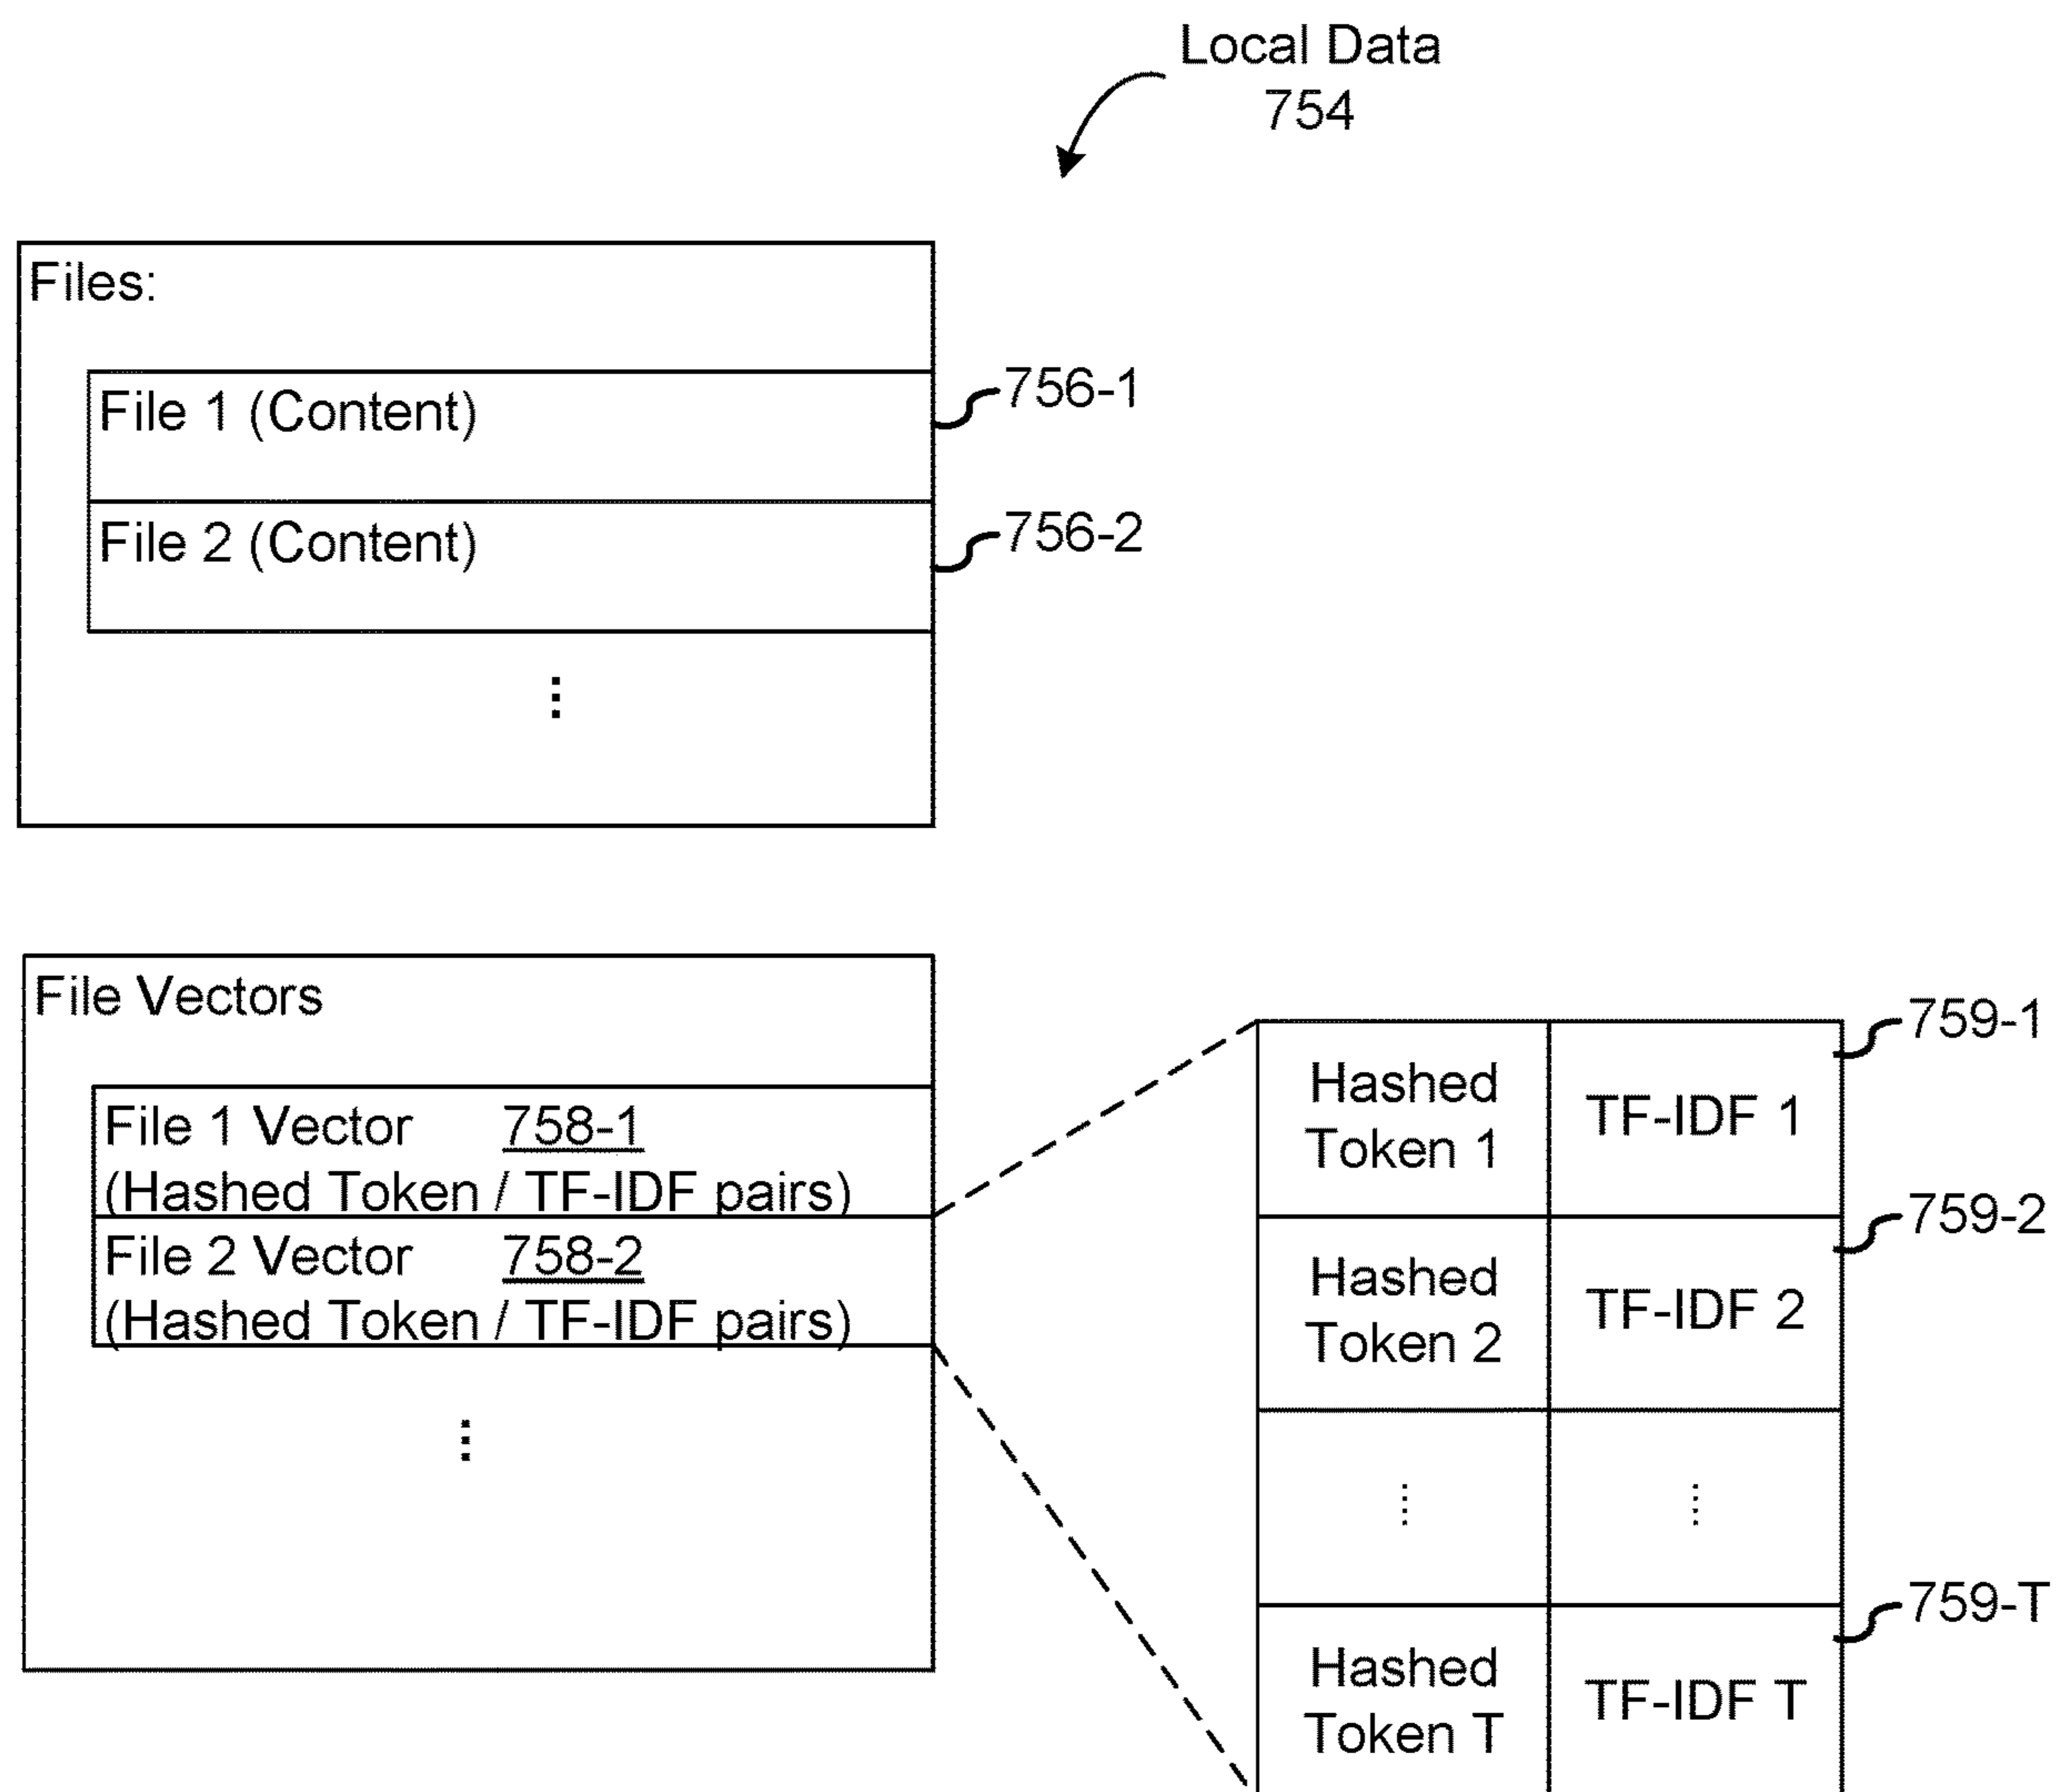 Local Data
754
Files:
File 1 (Content)
756-1
File 2 (Content)
756-2
File Vectors
File 1 Vector 758-1
(Hashed Token / TF-IDF pairs)
File 2 Vector 758-2
(Hashed Token / TF-IDF pairs)
759-1
Hashed
Token 1
TF-IDF 1
759-2
Hashed
Token 2
TF-IDF 2
759-T
Hashed
Token T
TF-IDF T